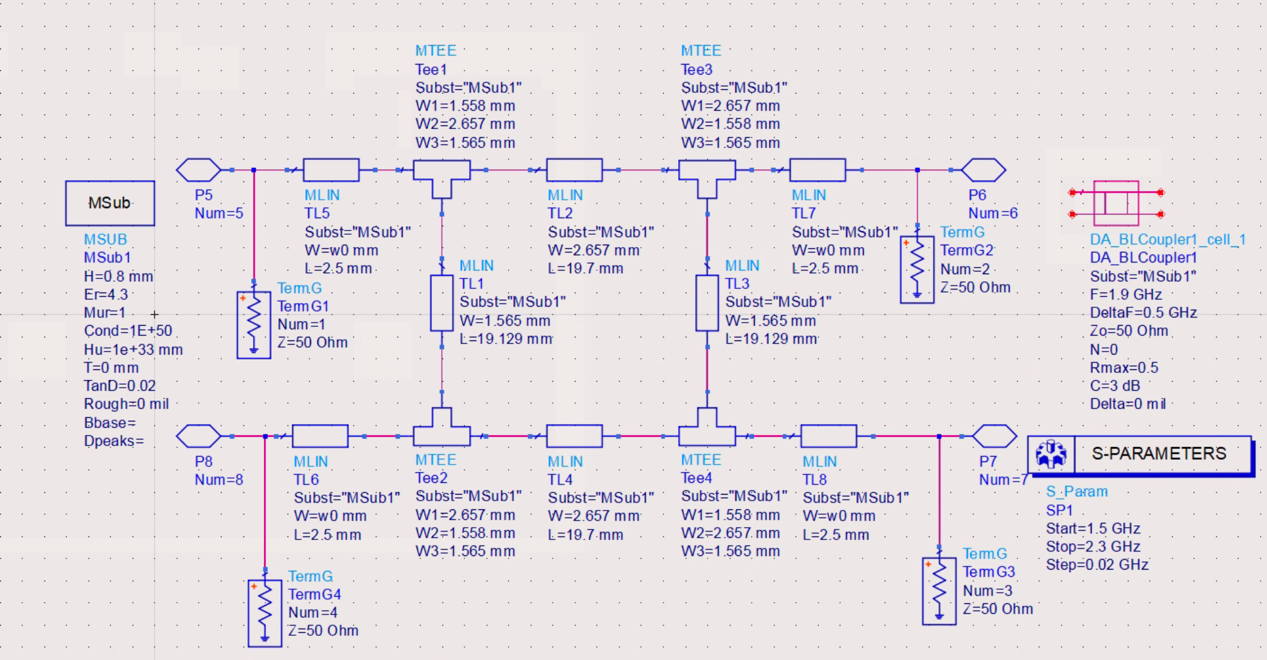 MTEE
Tee1
Subst="MSub1"
W1=1.558 mm
W2=2.657 mm
W3=1.565 mm
MTEE
Tee3
Subst="MSub1"
W1=2.657 mm
W2=1.558 mm
W3=1.565 mm
P5
Num=5
MLIN
TL5
Subst="MSub1"
W=w0 mm
L=2.5 mm
MLIN
TL2
Subst="MSub1"
W=2.657 mm
L=19.7 mm
MLIN
TL7
Subst="MSub1"
W=w0 mm
L=2.5 mm
P6
Num=6
MSub
MSUB
MSub1
H=0.8 mm
Er=4.3
Mur=1
Cond=1E+50
Hu=1e+33 mm
T=0 mm
TanD=0.02
Rough=0 mil
Bbase=
Dpeaks=
TermG
TermG1
Num=1
Z=50 Ohm
MLIN
TL1
Subst="MSub1"
W=1.565 mm
L=19.129 mm
MLIN
TL3
Subst="MSub1"
W=1.565 mm
L=19.129 mm
TermG
TermG2
Num=2
Z=50 Ohm
DA_BLCoupler1_cell_1
DA_BLCoupler1
Subst="MSub1"
F=1.9 GHz
DeltaF=0.5 GHz
Zo=50 Ohm
N=0
Rmax=0.5
C=3 dB
Delta=0 mil
P8
Num=8
MLIN
TL6
Subst="MSub1"
W=w0 mm
L=2.5 mm
MTEE
Tee2
Subst="MSub1"
W1=2.657 mm
W2=1.558 mm
W3=1.565 mm
MLIN
TL4
Subst="MSub1"
W=2.657 mm
L=19.7 mm
MTEE
Tee4
Subst="MSub1"
W1=1.558 mm
W2=2.657 mm
W3=1.565 mm
MLIN
TL8
Subst="MSub1"
W=w0 mm
L=2.5 mm
P7
Num=7
S-PARAMETERS
S_Param
SP1
Start=1.5 GHz
Stop=2.3 GHz
Step=0.02 GHz
TermG
TermG4
Num=4
Z=50 Ohm
TermG
TermG3
Num=3
Z=50 Ohm